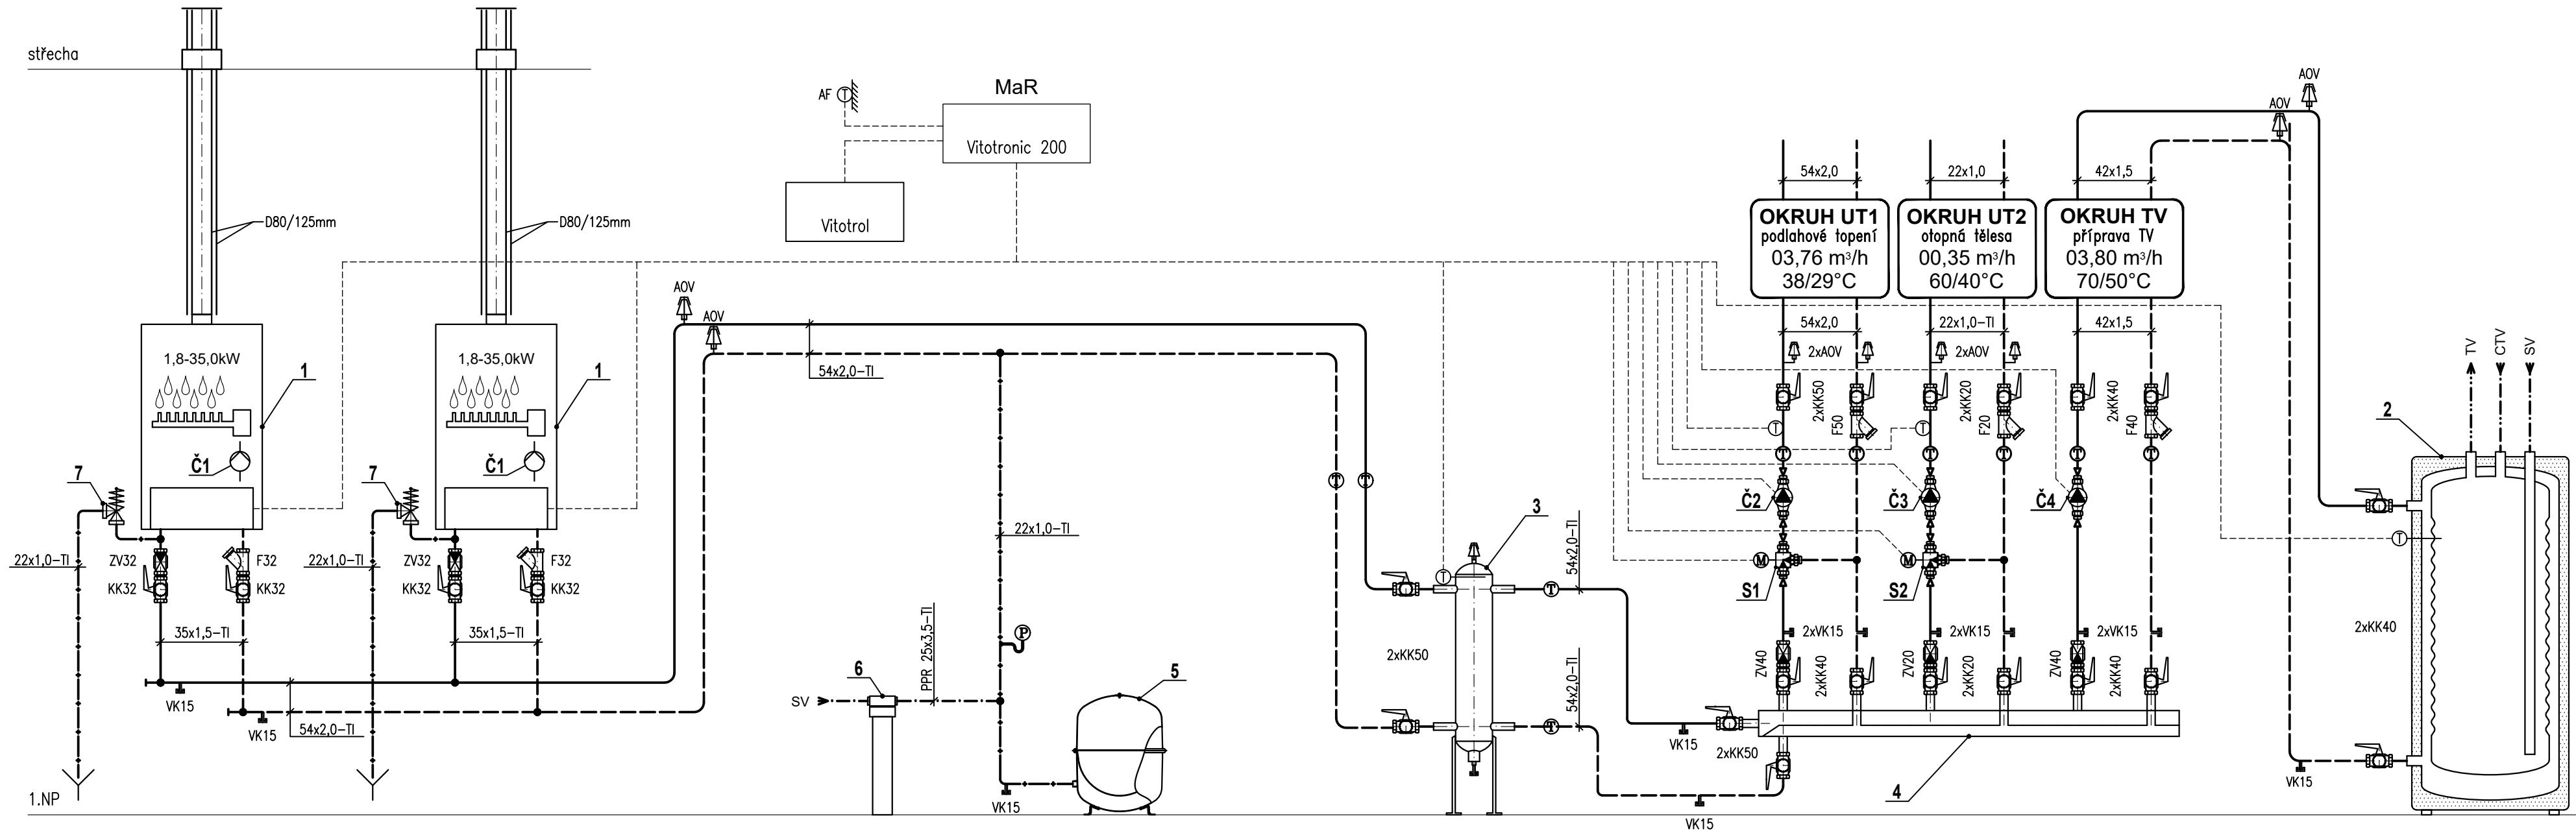 střecha
D80/125mm
D80/125mm
AF
T
MaR
Vitotronic 200
Vitotrol
1,8-35,0kW
1
Č1
7
ZV32
KK32
F32
KK32
22x1,0-TI
35x1,5-TI
VK15
VK15
54x2,0-TI
1,8-35,0kW
1
Č1
7
ZV32
KK32
F32
KK32
22x1,0-TI
35x1,5-TI
1.NP
AOV
AOV
54x2,0-TI
22x1,0-TI
P
PPR 25x3,5-TI
SV
6
5
VK15
T
T
3
T
2xKK50
T
T
54x2,0-TI
54x2,0-TI
VK15
2xKK50
VK15
4
54x2,0
OKRUH UT1
podlahové topení
03,76 m³/h
38/29°C
54x2,0
2xAOV
2xKK50
F50
T
T
T
Č2
M
S1
2xVK15
ZV40
2xKK40
22x1,0
OKRUH UT2
otopná tělesa
00,35 m³/h
60/40°C
22x1,0-TI
2xAOV
2xKK20
F20
T
T
T
Č3
M
S2
2xVK15
ZV20
2xKK20
42x1,5
OKRUH TV
příprava TV
03,80 m³/h
70/50°C
42x1,5
2xKK40
F40
T
T
Č4
2xVK15
ZV40
2xKK40
AOV
AOV
TV
CTV
SV
2
T
2xKK40
VK15